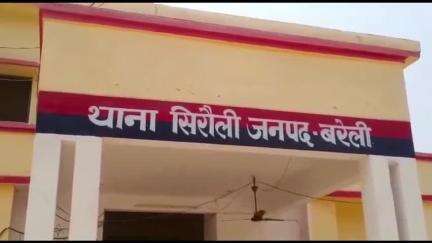 थाना सिरौली जनपद-बरेली